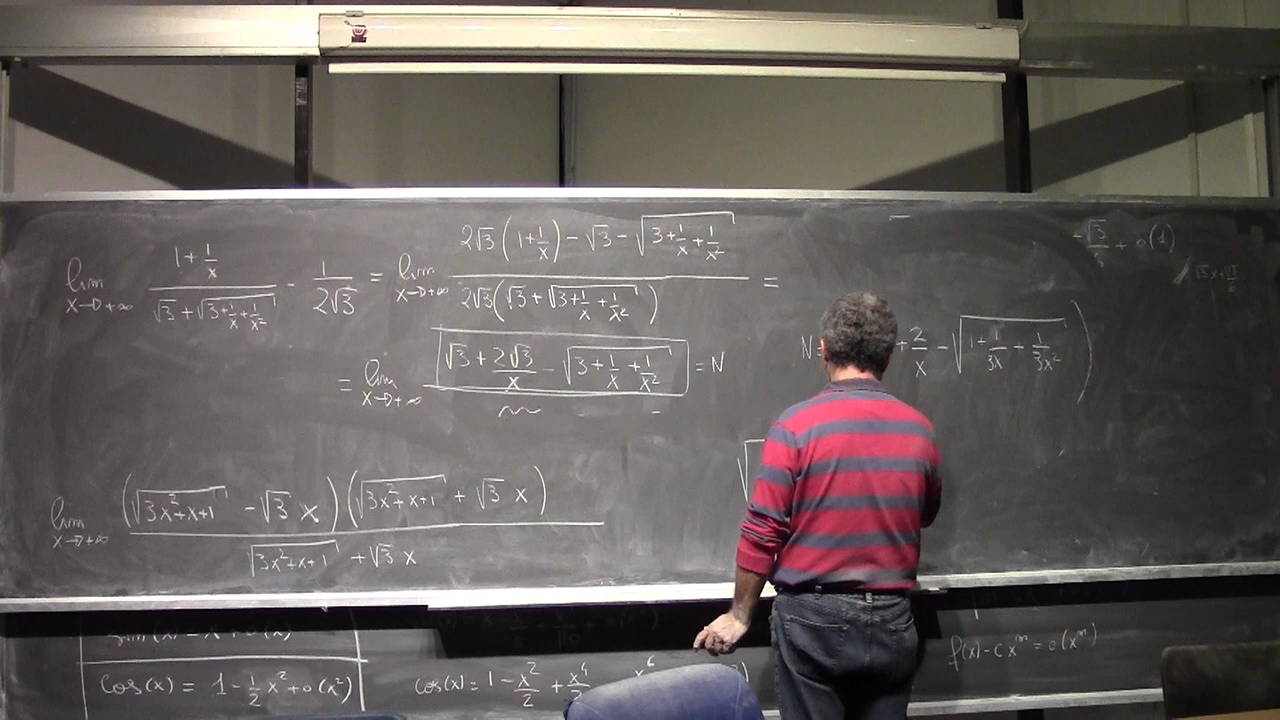 lim x→+∞ (1+1/x)/(√3+√(3+1/x+1/x²)) - 1/(2√3) = lim x→+∞ (2√3(1+1/x)-√3-√(3+1/x+1/x²))/(2√3(√3+√(3+1/x+1/x²))) =
+ o(1)
= lim x→+∞ √3+2√3/x-√(3+1/x+1/x²) = N
N= +2/x-√(1+1/3x+1/3x²))
lim x→+∞ (√(3x²+x+1) -√3 x)(√(3x²+x+1) + √3 x)/(√(3x²+x+1) +√3 x)
f(x)-cx^m = o(x^m)
cos(x) = 1-1/2 x²+o(x²)
cos(x)=1-x²/2+x⁴/ x⁶